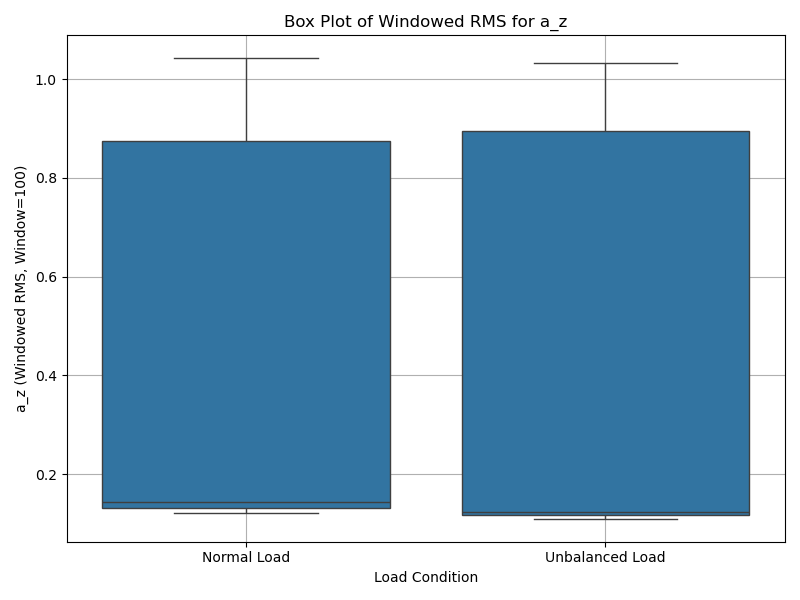 Box Plot of Windowed RMS for a_z
a_z (Windowed RMS, Window=100)
1.0
0.8
0.6
0.4
0.2
Normal Load
Unbalanced Load
Load Condition